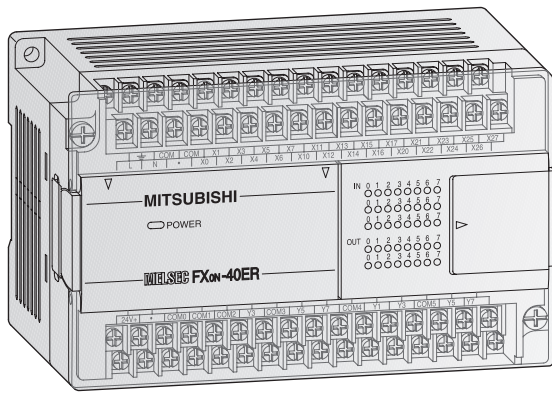 COM COM X1 X3 X5 X7 X11 X13 X15 X17 X21 X23 X25 X27
L N • X0 X2 X4 X6 X10 X12 X14 X16 X20 X22 X24 X26
MITSUBISHI
POWER
MELSEC FX0N-40ER
IN 0 1 2 3 4 5 6 7
0 1 2 3 4 5 6 7
0 1 2 3 4 5 6 7
OUT 0 1 2 3 4 5 6 7
0 1 2 3 4 5 6 7
24V+ • COM0 COM1 COM2 Y3 COM3 Y5 Y7 COM4 Y1 Y3 COM5 Y5 Y7